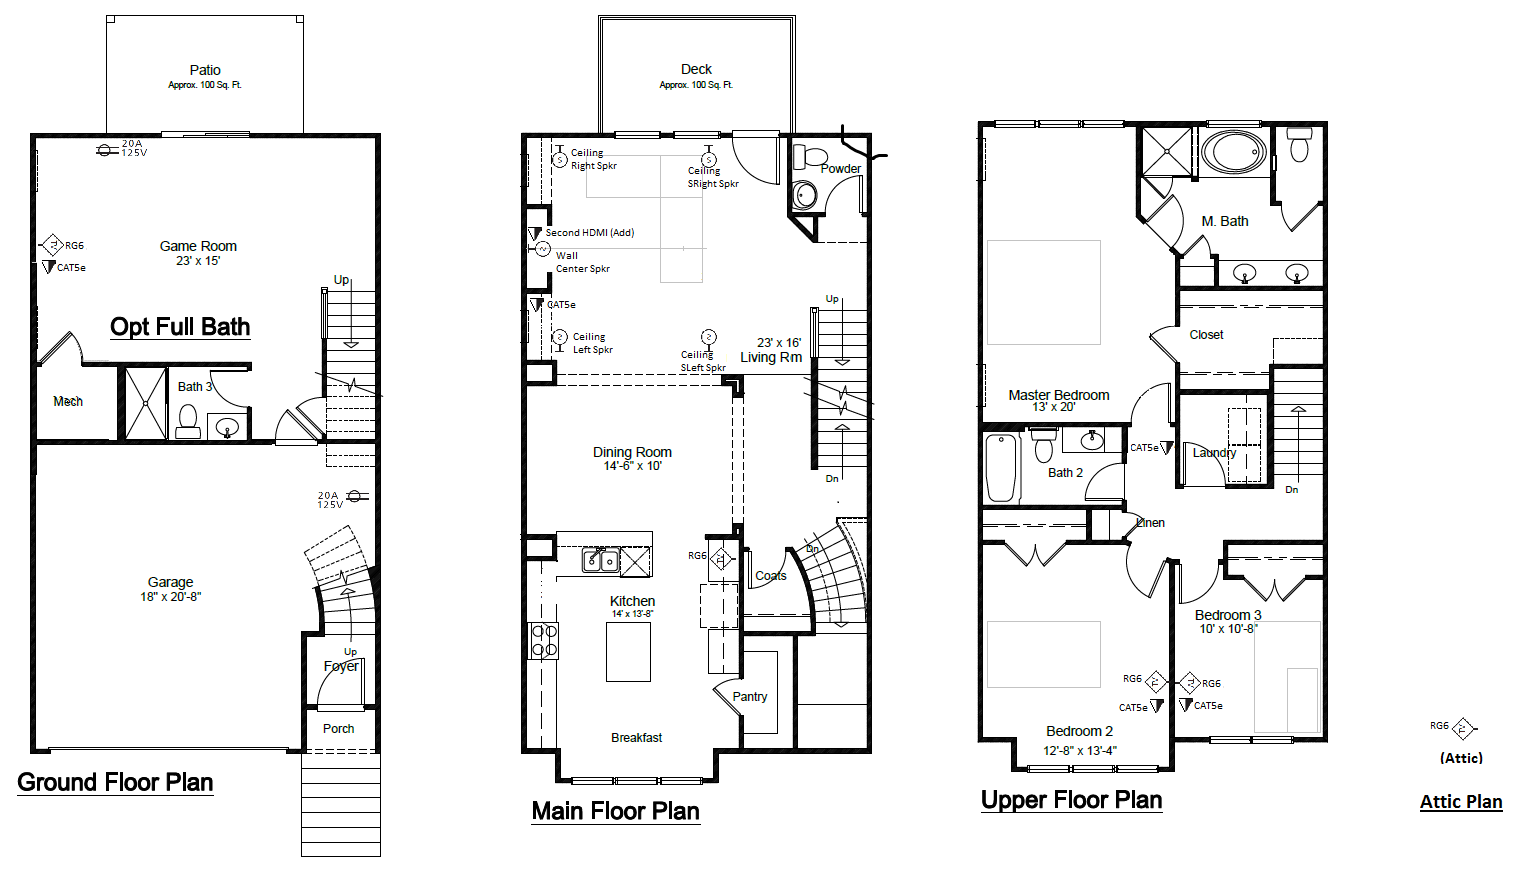 Patio
Approx. 100 Sq. Ft.
20A
125V
RG6
TV
CAT5e
Game Room
23' x 15'
Up
Opt Full Bath
Mech
Bath 3
20A
125V
Garage
18" x 20'-8"
Up
Foyer
Porch
Ground Floor Plan
Deck
Approx. 100 Sq. Ft.
Ceiling
Right Spkr
S
S
Ceiling
SRight Spkr
Powder
Second HDMI (Add)
Wall
Center Spkr
CAT5e
Ceiling
Left Spkr
Ceiling
SLeft Spkr
23' x 16'
Living Rm
Up
Dn
Dining Room
14'-6" x 10'
RG6
TV
Dn
Coats
Kitchen
14' x 13'-8"
Pantry
Breakfast
Main Floor Plan
M. Bath
Closet
Master Bedroom
13' x 20'
CAT5e
Laundry
Bath 2
Dn
Linen
Bedroom 3
10' x 10'-8"
RG6
TV
TV
RG6
CAT5e
CAT5e
Bedroom 2
12'-8" x 13'-4"
Upper Floor Plan
RG6
TV
(Attic)
Attic Plan